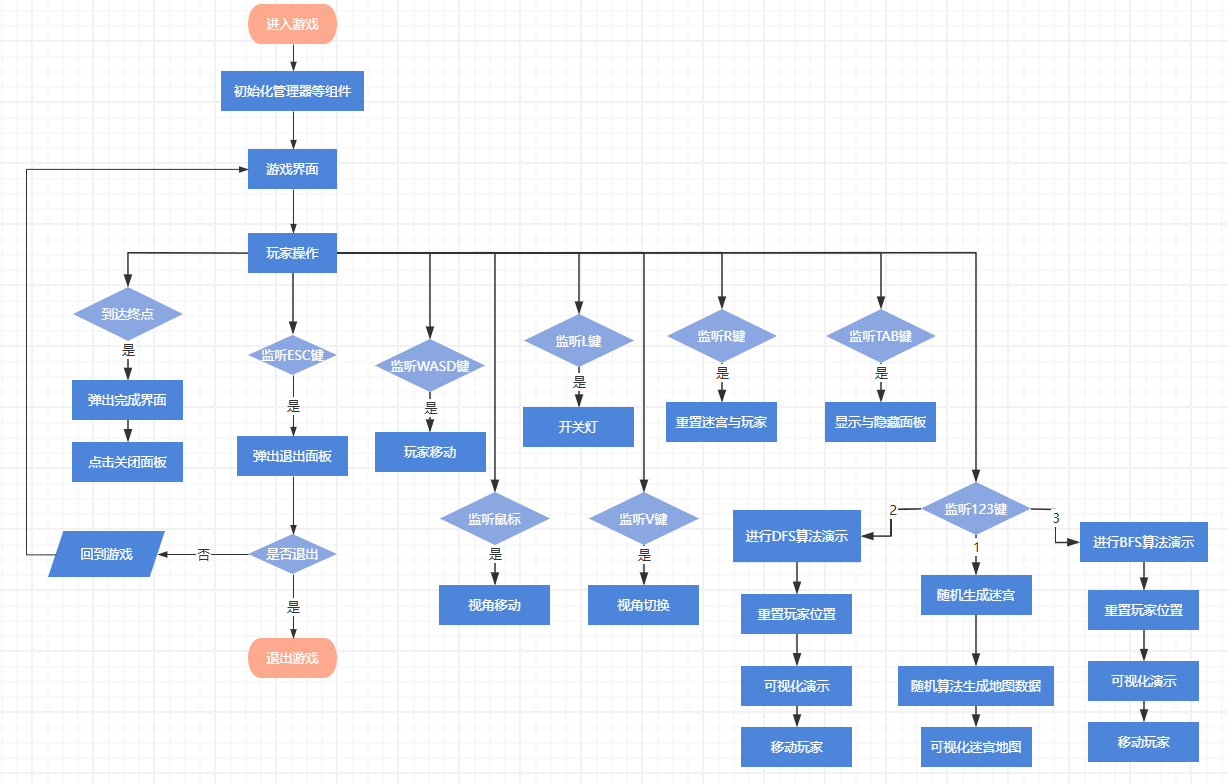 进入游戏
初始化管理器等组件
游戏界面
玩家操作
到达终点
是
弹出完成界面
点击关闭面板
监听ESC键
是
弹出退出面板
是否退出
否
回到游戏
是
退出游戏
监听WASD键
是
玩家移动
监听鼠标
是
视角移动
监听L键
是
开关灯
监听V键
是
视角切换
监听R键
是
重置迷宫与玩家
监听TAB键
是
显示与隐藏面板
监听123键
2
进行DFS算法演示
重置玩家位置
可视化演示
移动玩家
1
随机生成迷宫
随机算法生成地图数据
可视化迷宫地图
3
进行BFS算法演示
重置玩家位置
可视化演示
移动玩家